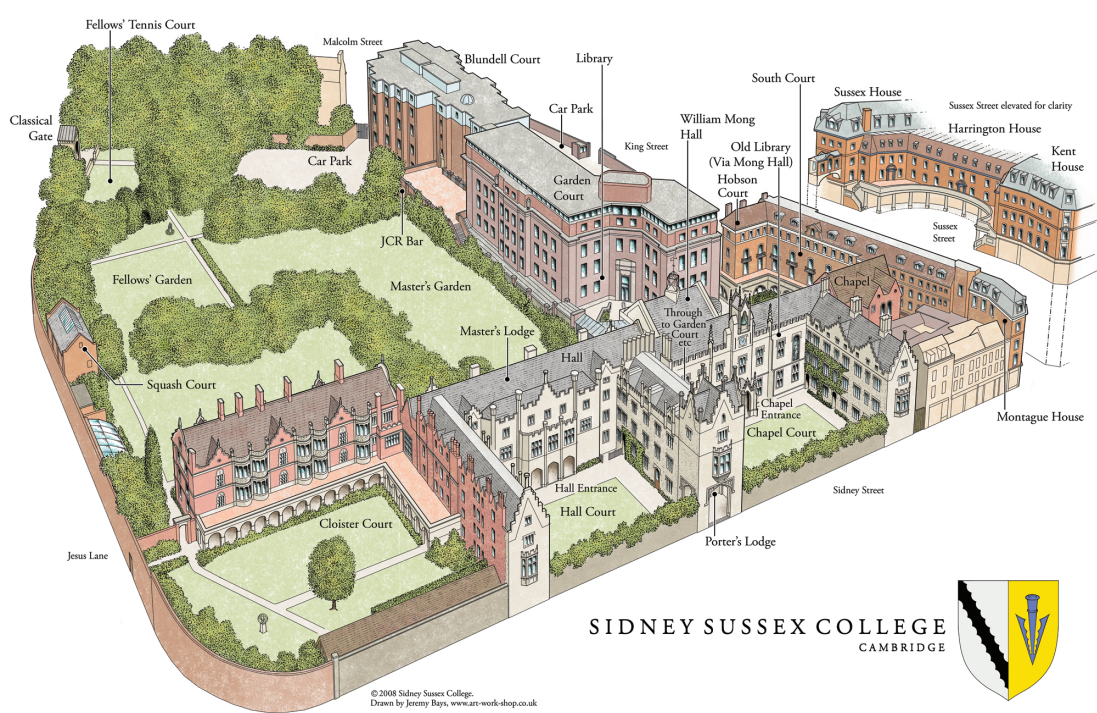 Fellows' Tennis Court
Malcolm Street
Blundell Court
Library
South Court
Sussex House
Sussex Street elevated for clarity
Classical
Gate
Car Park
William Mong
Hall
Harrington House
Car Park
King Street
Old Library
(Via Mong Hall)
Kent
House
Garden
Court
Hobson
Court
JCR Bar
Sussex
Street
Fellows' Garden
Master's Garden
Chapel
Through
to Garden
Court
etc
Master's Lodge
Hall
Squash Court
Chapel
Entrance
Chapel Court
Montague House
Hall Entrance
Hall Court
Sidney Street
Cloister Court
Porter's Lodge
Jesus Lane
SIDNEY SUSSEX COLLEGE
CAMBRIDGE
© 2008 Sidney Sussex College.
Drawn by Jeremy Bays, www.art-work-shop.co.uk